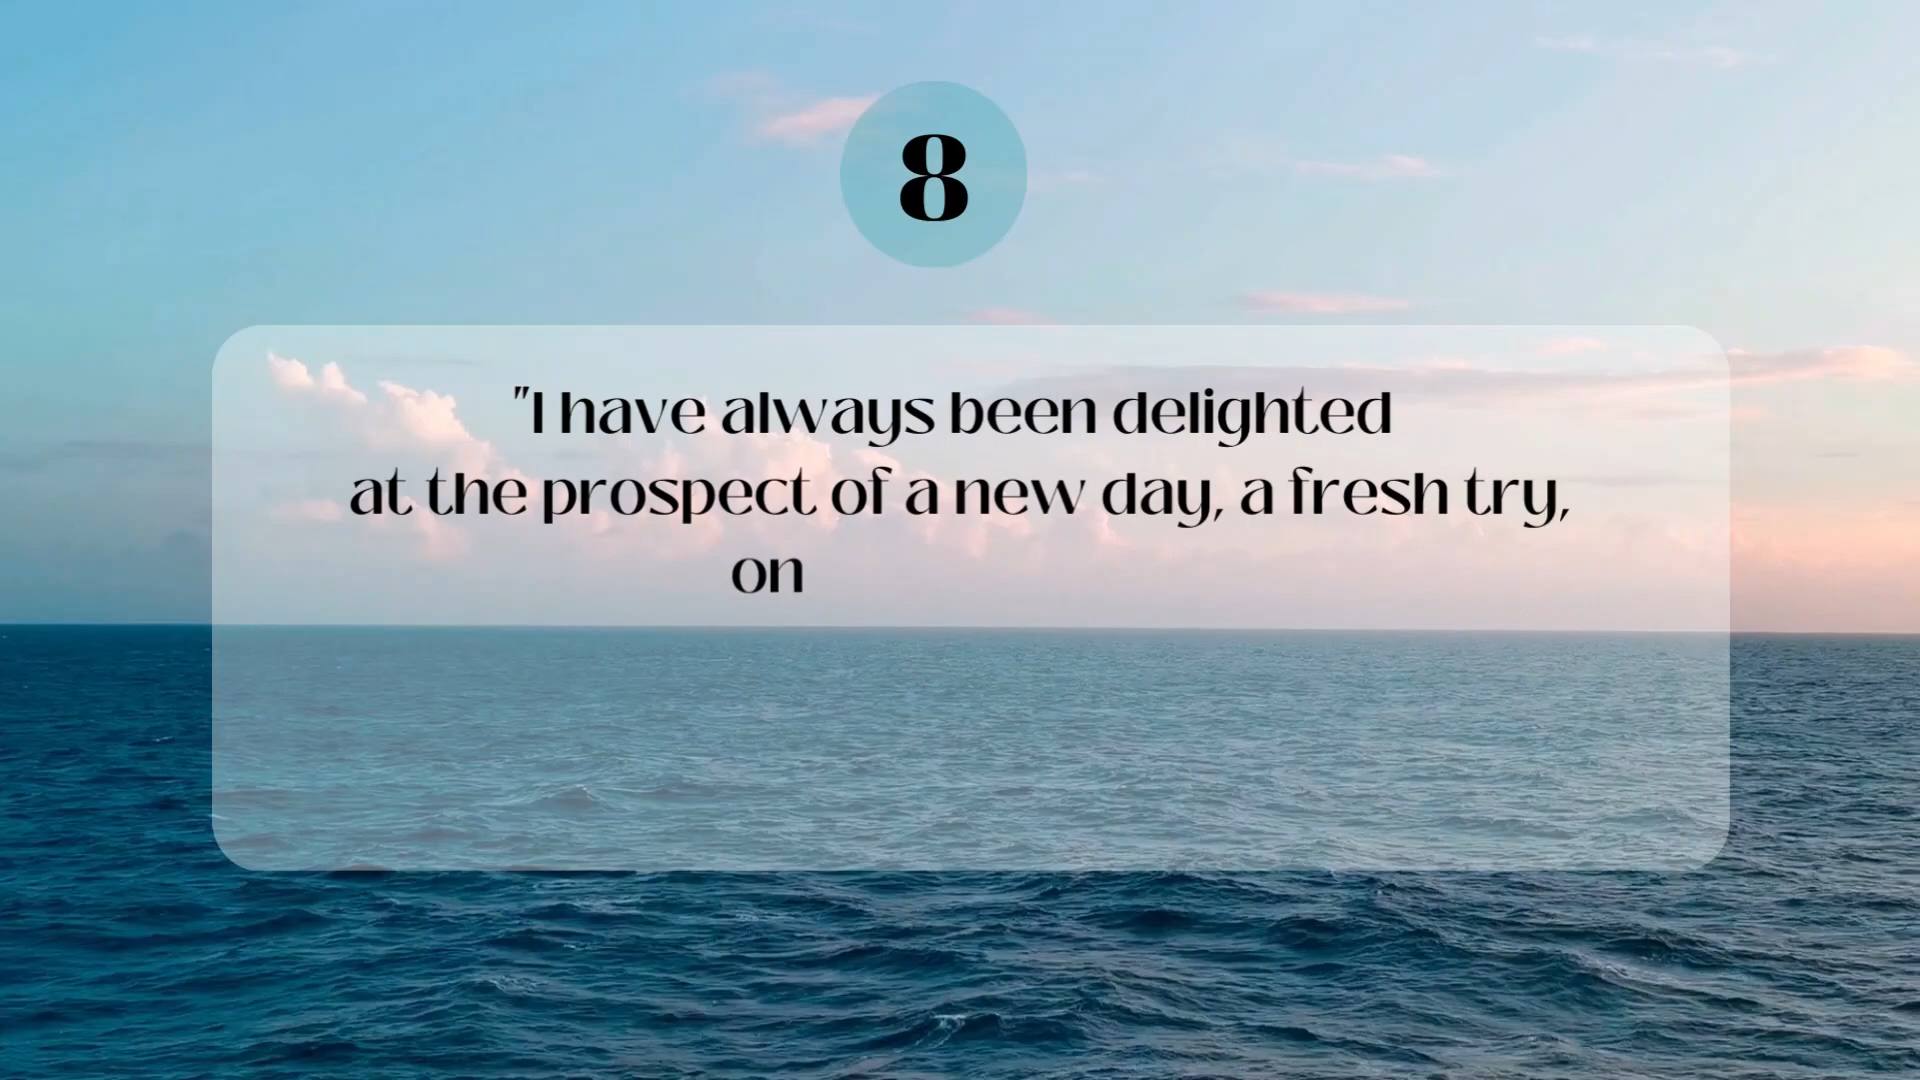 8
"I have always been delighted
at the prospect of a new day, a fresh try,
on